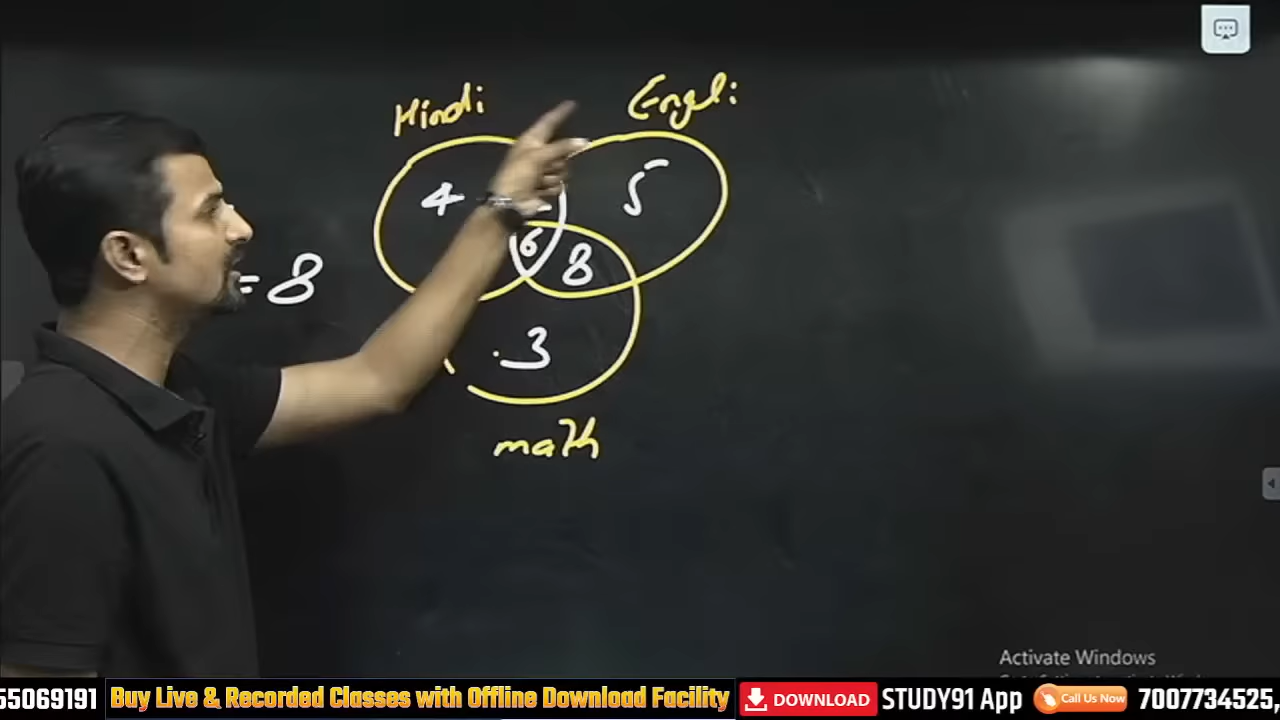 Hindi
Engli
4
5
6
8
= 8
3
math
Activate Windows
55069191 Buy Live & Recorded Classes with Offline Download Facility DOWNLOAD STUDY91 App Call Us Now 7007734525,